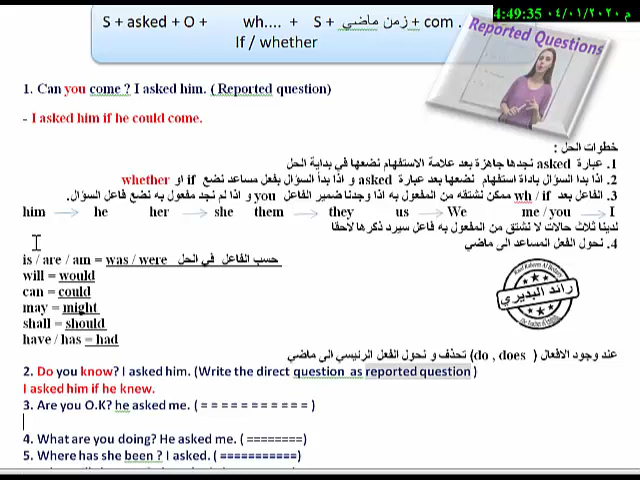 م ٠٤/٠١/٢٠٢٠ 4:49:35
S + asked + O + wh.... + S + زمن ماضي + com .
If / whether
Reported Questions
1. Can you come ? I asked him. ( Reported question)
- I asked him if he could come.
خطوات الحل :
1. عبارة asked نجدها جاهزة بعد علامة الاستفهام نضعها في بداية الحل
2. اذا بدا السؤال باداة استفهام نضعها بعد عبارة asked و اذا بدأ السؤال بفعل مساعد نضع if او whether
3. الفاعل بعد wh / if ممكن نشتقه من المفعول به اذا وجدنا ضمير الفاعل you و اذا لم نجد مفعول به نضع فاعل السؤال.
him he her she them they us We me / you I
لدينا ثلاث حالات لا نشتق من المفعول به فاعل سيرد ذكرها لاحقا
4. نحول الفعل المساعد الى ماضي
is / are / am = was / were حسب الفاعل في الحل
will = would
can = could
may = might
shall = should
have / has = had
رائد البديري
عند وجود الافعال (do , does) تحذف و نحول الفعل الرئيسي الى ماضي
2. Do you know? I asked him. (Write the direct question as reported question)
I asked him if he knew.
3. Are you O.K? he asked me. ( = = = = = = = = = = = )
4. What are you doing? He asked me. ( ========)
5. Where has she been ? I asked. (===========)